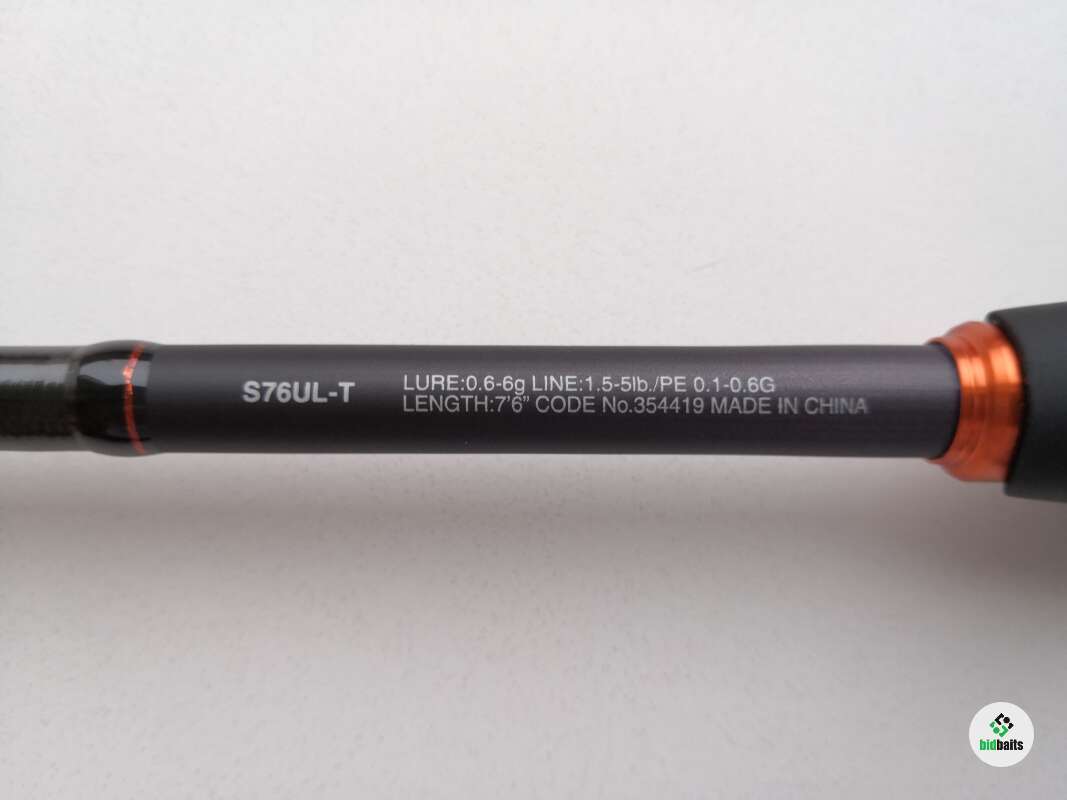 S76UL-T
LURE:0.6-6g LINE:1.5-5lb./PE 0.1-0.6G
LENGTH:7'6” CODE No.354419 MADE IN CHINA
bidbaits